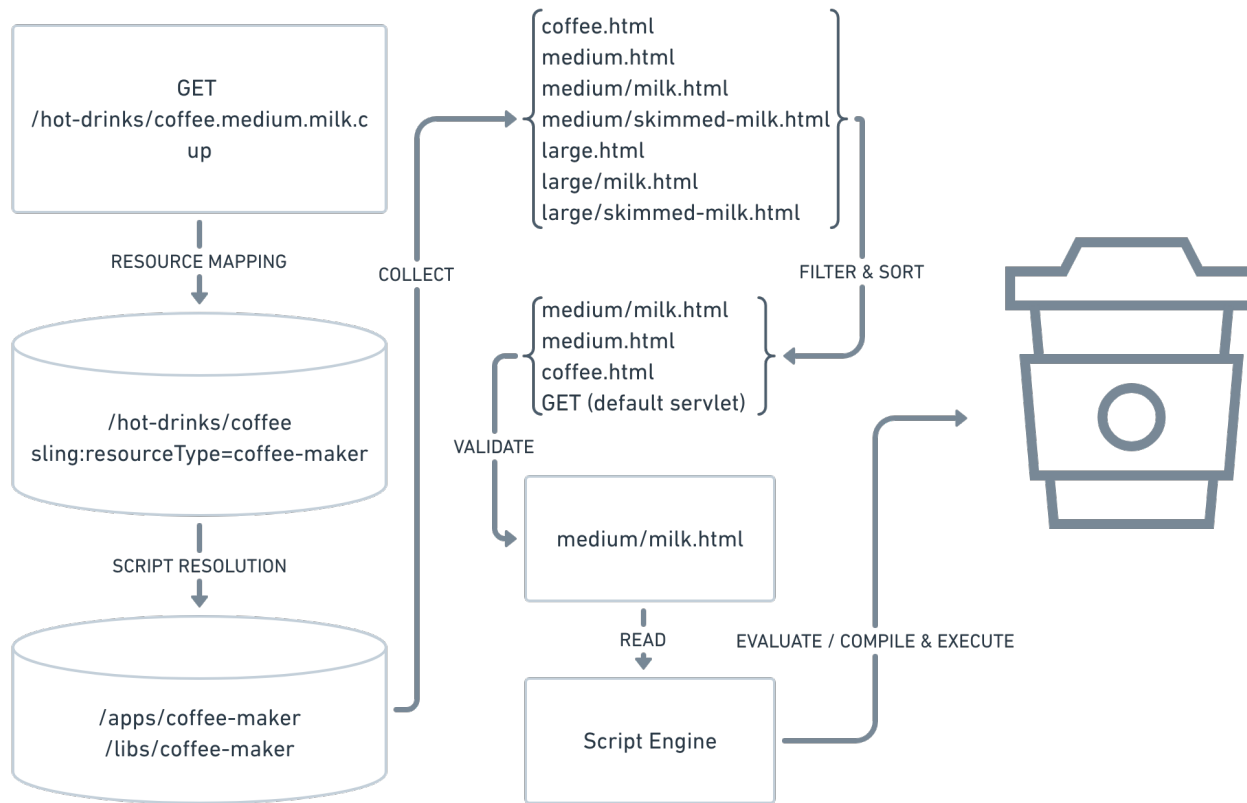 GET
/hot-drinks/coffee.medium.milk.c
up
RESOURCE MAPPING
/hot-drinks/coffee
sling:resourceType=coffee-maker
SCRIPT RESOLUTION
/apps/coffee-maker
/libs/coffee-maker
COLLECT
coffee.html
medium.html
medium/milk.html
medium/skimmed-milk.html
large.html
large/milk.html
large/skimmed-milk.html
FILTER & SORT
medium/milk.html
medium.html
coffee.html
GET (default servlet)
VALIDATE
medium/milk.html
READ
Script Engine
EVALUATE / COMPILE & EXECUTE